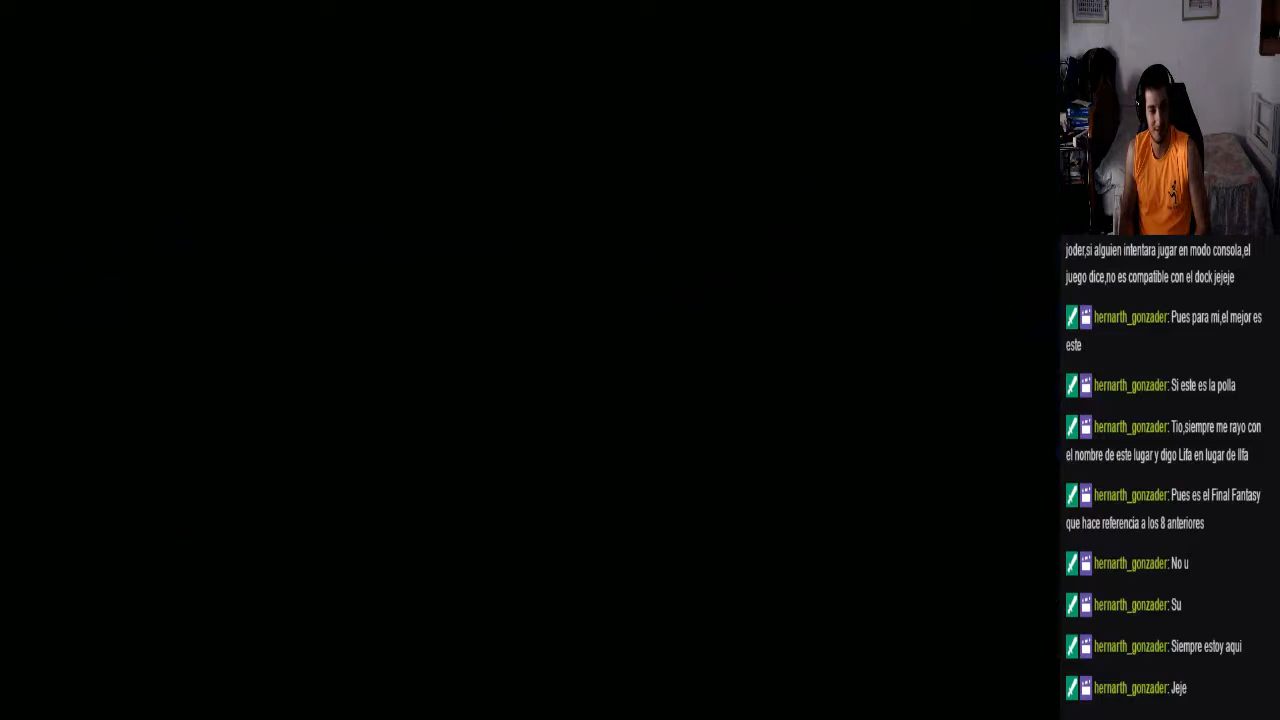 joder,si alguien intentara jugar en modo consola,el
juego dice,no es compatible con el dock jejeje
hernarth_gonzader: Pues para mi,el mejor es
este
hernarth_gonzader: Si este es la polla
hernarth_gonzader: Tio,siempre me rayo con
el nombre de este lugar y digo Lifa en lugar de Ilfa
hernarth_gonzader: Pues es el Final Fantasy
que hace referencia a los 8 anteriores
hernarth_gonzader: No u
hernarth_gonzader: Su
hernarth_gonzader: Siempre estoy aqui
hernarth_gonzader: Jeje